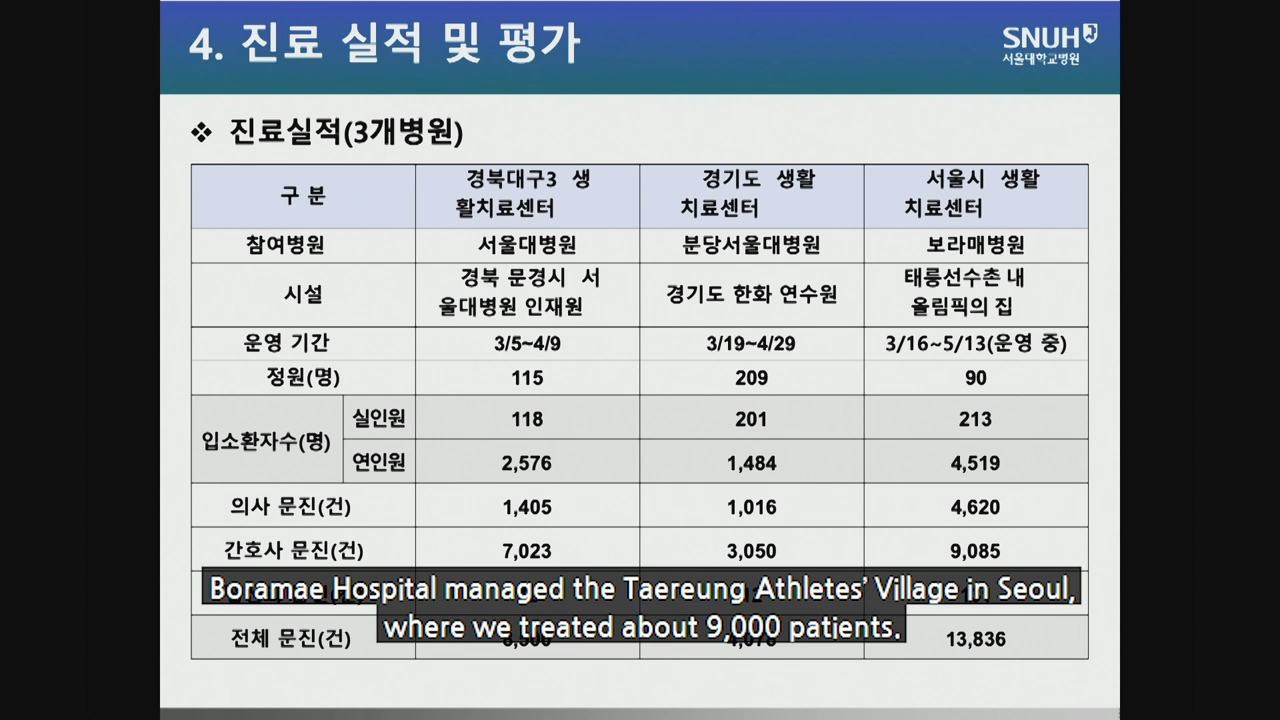 4. 진료 실적 및 평가
SNUH
서울대학교병원
❖ 진료실적(3개병원)
구 분
경북대구3 생
활치료센터
경기도 생활
치료센터
서울시 생활
치료센터
참여병원
서울대병원
분당서울대병원
보라매병원
시설
경북 문경시 서
울대병원 인재원
경기도 한화 연수원
태릉선수촌 내
올림픽의 집
운영 기간
3/5~4/9
3/19~4/29
3/16~5/13(운영 중)
정원(명)
115
209
90
입소환자수(명)
실인원
118
201
213
연인원
2,576
1,484
4,519
의사 문진(건)
1,405
1,016
4,620
간호사 문진(건)
7,023
3,050
9,085
Boramae Hospital managed the Taereung Athletes’ Village in Seoul,
where we treated about 9,000 patients.
전체 문진(건)
13,836